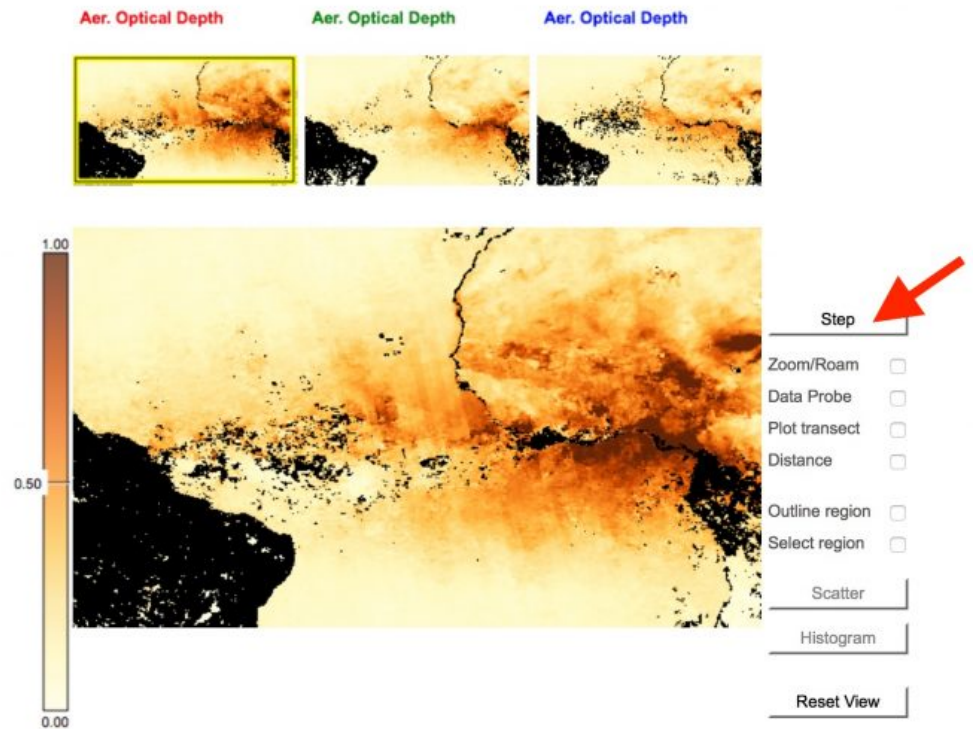 Aer. Optical Depth
Aer. Optical Depth
Aer. Optical Depth
1.00
0.50
0.00
Step
Zoom/Roam
Data Probe
Plot transect
Distance
Outline region
Select region
Scatter
Histogram
Reset View